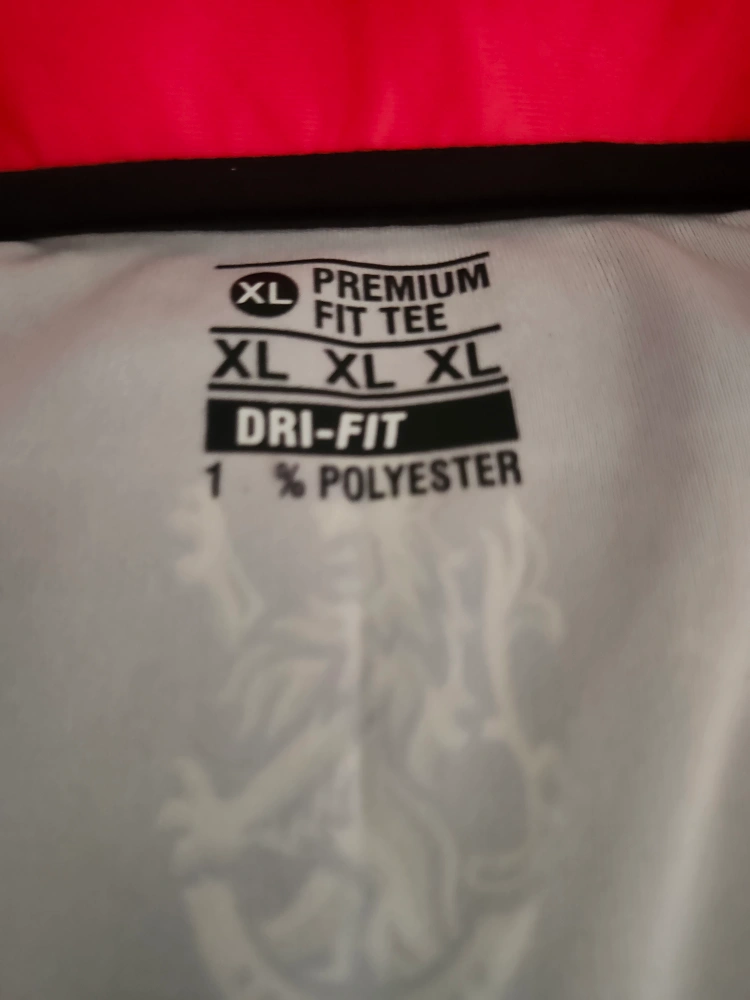 XL PREMIUM
FIT TEE
XL XL XL
DRI-FIT
1 % POLYESTER